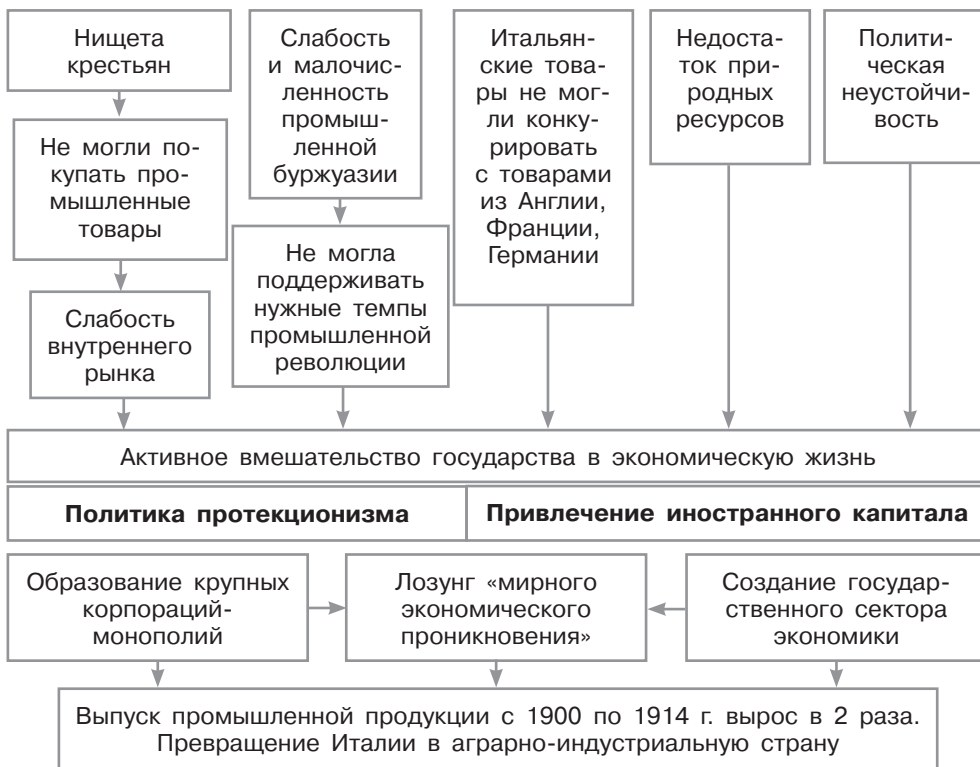 Нищета
крестьян
Не могли по-
купать про-
мышленные
товары
Слабость
внутреннего
рынка
Слабость
и малочис-
ленность
промыш-
ленной
буржуазии
Не могла
поддерживать
нужные темпы
промышленной
революции
Итальян-
ские това-
ры не мог-
ли конку-
рировать
с товарами
из Англии,
Франции,
Германии
Недоста-
ток при-
родных
ресурсов
Полити-
ческая
неустойчи-
вость
Активное вмешательство государства в экономическую жизнь
Политика протекционизма
Привлечение иностранного капитала
Образование крупных
корпораций-
монополий
Лозунг «мирного
экономического
проникновения»
Создание государ-
ственного сектора
экономики
Выпуск промышленной продукции с 1900 по 1914 г. вырос в 2 раза.
Превращение Италии в аграрно-индустриальную страну